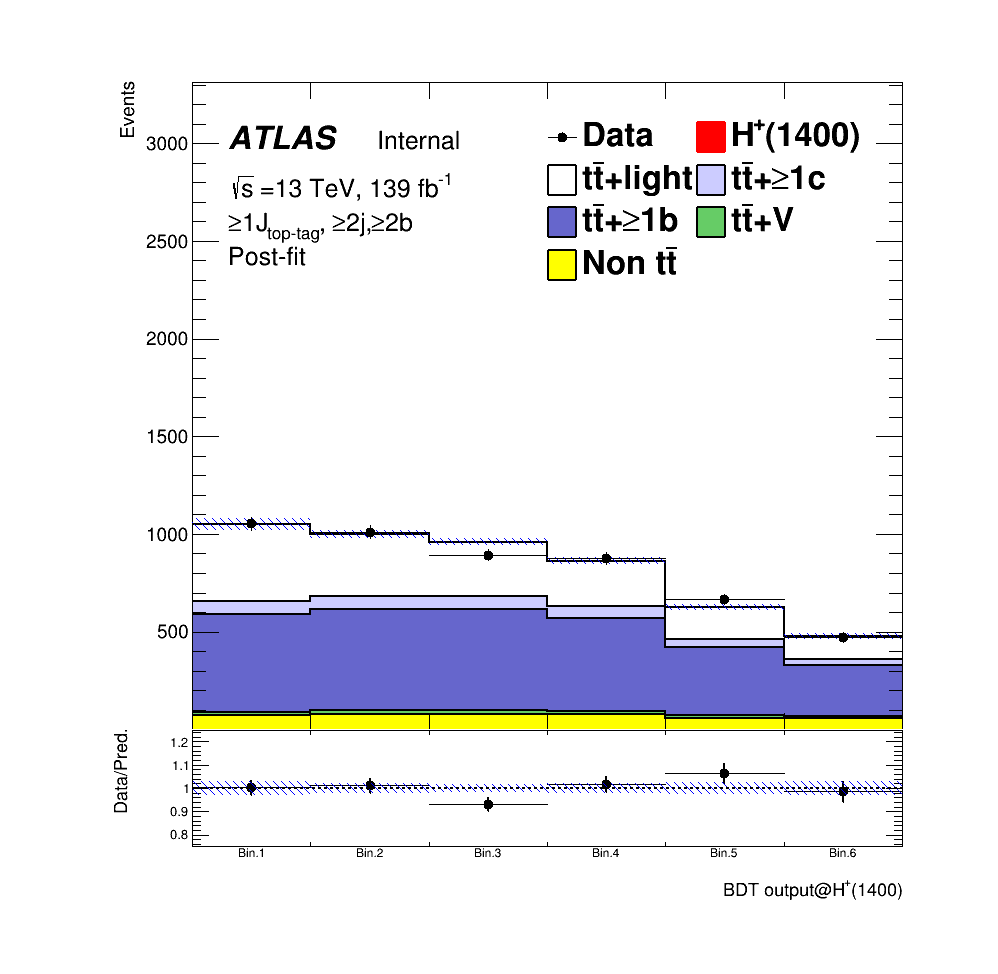 Events
3000
2500
2000
1500
1000
500
ATLAS Internal
√s =13 TeV, 139 fb⁻¹
≥1J_top-tag, ≥2j,≥2b
Post-fit
Data
H⁺(1400)
tt̄+light
tt̄+≥1c
tt̄+≥1b
tt̄+V
Non tt̄
Data/Pred.
1.2
1.1
1
0.9
0.8
Bin.1 Bin.2 Bin.3 Bin.4 Bin.5 Bin.6
BDT output@H⁺(1400)